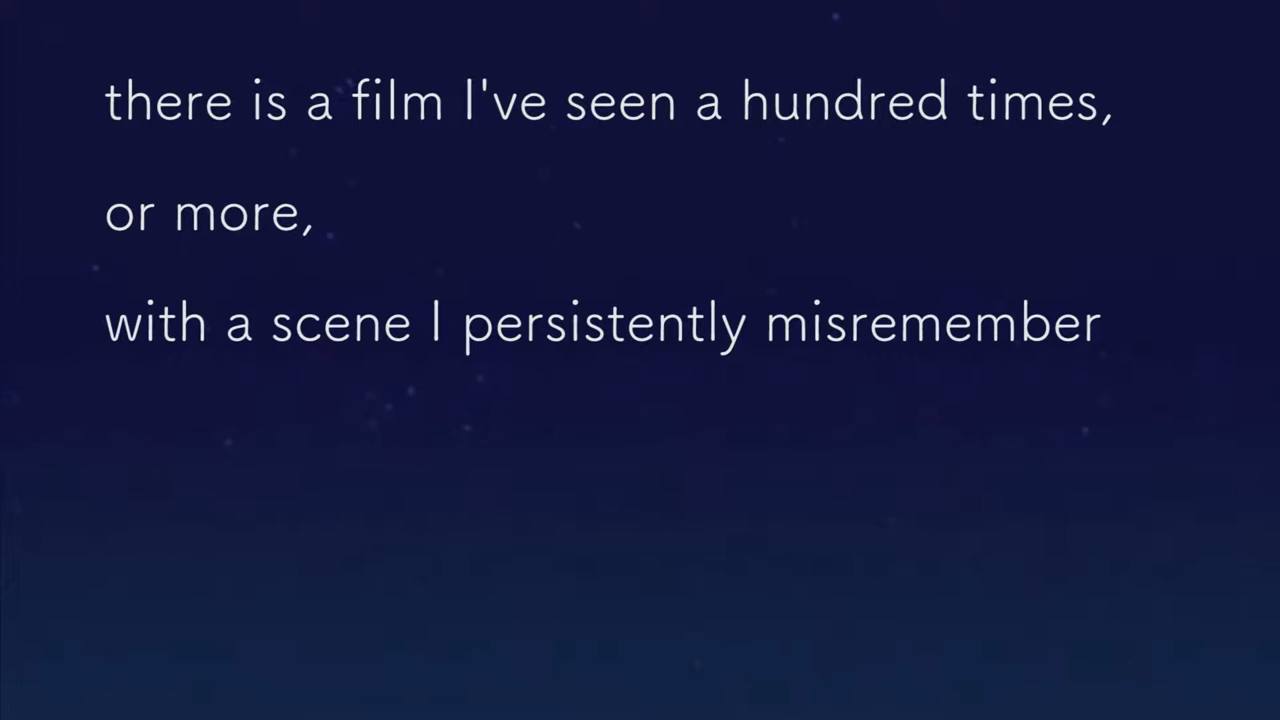 there is a film I've seen a hundred times,
or more,
with a scene I persistently misremember